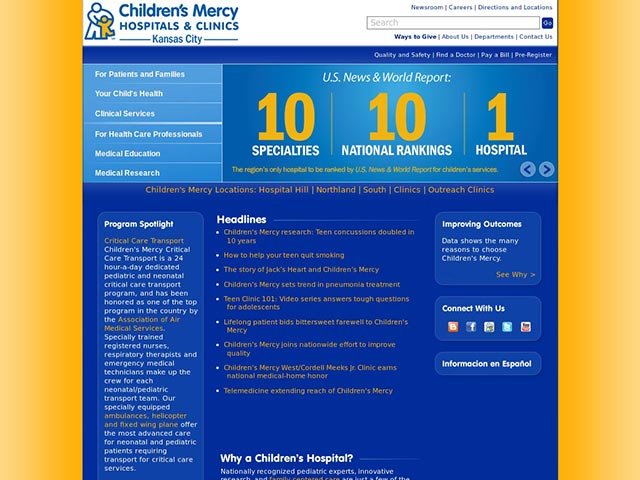 Children's Mercy
HOSPITALS & CLINICS
Kansas City
Newsroom | Careers | Directions and Locations
Search
Go
Ways to Give | About Us | Departments | Contact Us
Quality and Safety | Find a Doctor | Pay a Bill | Pre-Register
For Patients and Families
Your Child's Health
Clinical Services
For Health Care Professionals
Medical Education
Medical Research
U.S. News & World Report:
10 10 1
SPECIALTIES NATIONAL RANKINGS HOSPITAL
The region's only hospital to be ranked by U.S. News & World Report for children's services.
Children's Mercy Locations: Hospital Hill | Northland | South | Clinics | Outreach Clinics
Program Spotlight
Critical Care Transport
Children's Mercy Critical
Care Transport is a 24
hour-a-day dedicated
pediatric and neonatal
critical care transport
program, and has been
honored as one of the top
program in the country by
the Association of Air
Medical Services.
Specially trained
registered nurses,
respiratory therapists and
emergency medical
technicians make up the
crew for each
neonatal/pediatric
transport team. Our
specially equipped
ambulances, helicopter
and fixed wing plane offer
the most advanced care
for neonatal and pediatric
patients requiring
transport for critical care
services.
Headlines
Children's Mercy research: Teen concussions doubled in
10 years
How to help your teen quit smoking
The story of Jack's Heart and Children's Mercy
Children's Mercy sets trend in pneumonia treatment
Teen Clinic 101: Video series answers tough questions
for adolescents
Lifelong patient bids bittersweet farewell to Children's
Mercy
Children's Mercy joins nationwide effort to improve
quality
Children's Mercy West/Cordell Meeks Jr. Clinic earns
national medical-home honor
Telemedicine extending reach of Children's Mercy
Why a Children's Hospital?
Nationally recognized pediatric experts, innovative
research, and family centered care are just a few of the
Improving Outcomes
Data shows the many
reasons to choose
Children's Mercy.
See Why >
Connect With Us
Informacion en Español